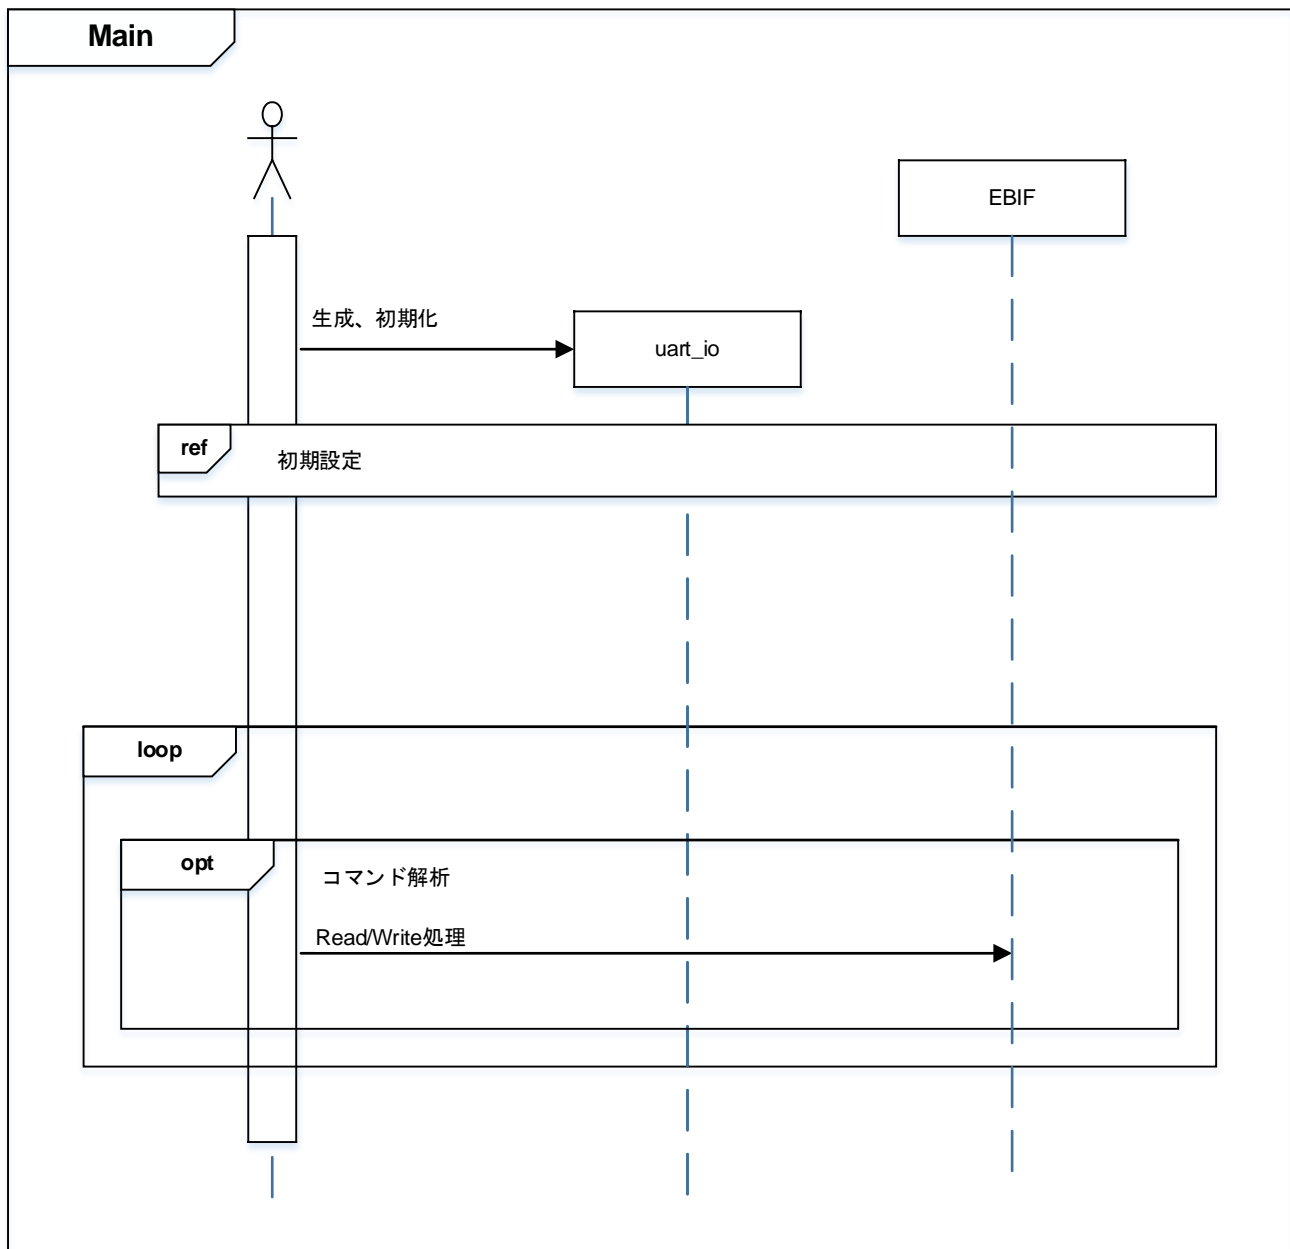 Main
EBIF
生成、初期化
uart_io
ref
初期設定
loop
opt
コマンド解析
Read/Write処理